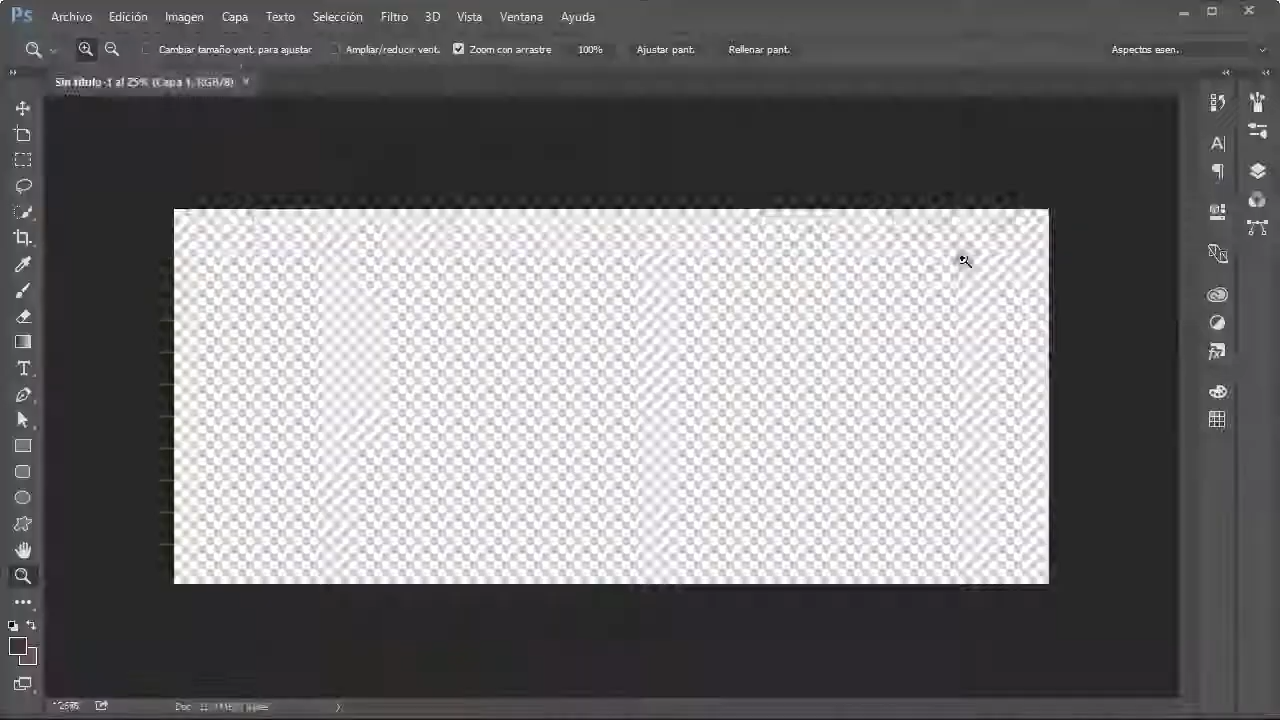 Ps Archivo Edición Imagen Capa Texto Selección Filtro 3D Vista Ventana Ayuda
Cambiar tamaño vent. para ajustar Ampliar/reducir vent. Zoom con arrastre 100% Ajustar pant. Rellenar pant. Aspectos esen.
Sin título-1 al 25% (Capa 1, RGB/8) ×
Doc